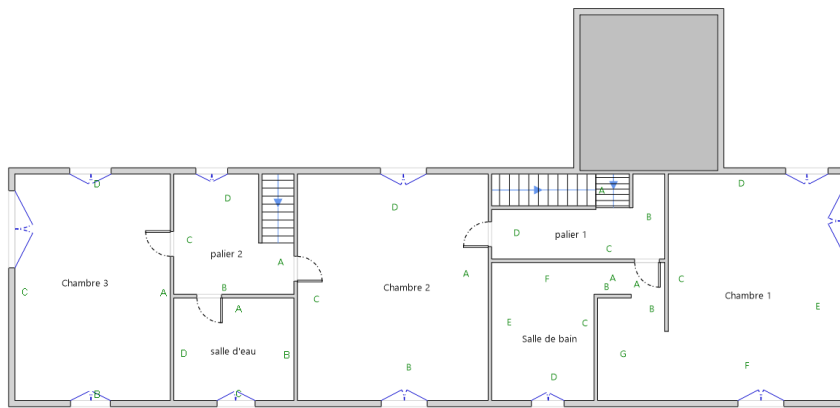 D
D
A
D
D
B
D
palier 1
C
C
palier 2
A
B
Chambre 3
C
A
Chambre 2
A
C
B
F
A
B
A
C
Chambre 1
E
A
D
salle d'eau
B
E
C
Salle de bain
B
G
F
D
B
C
B